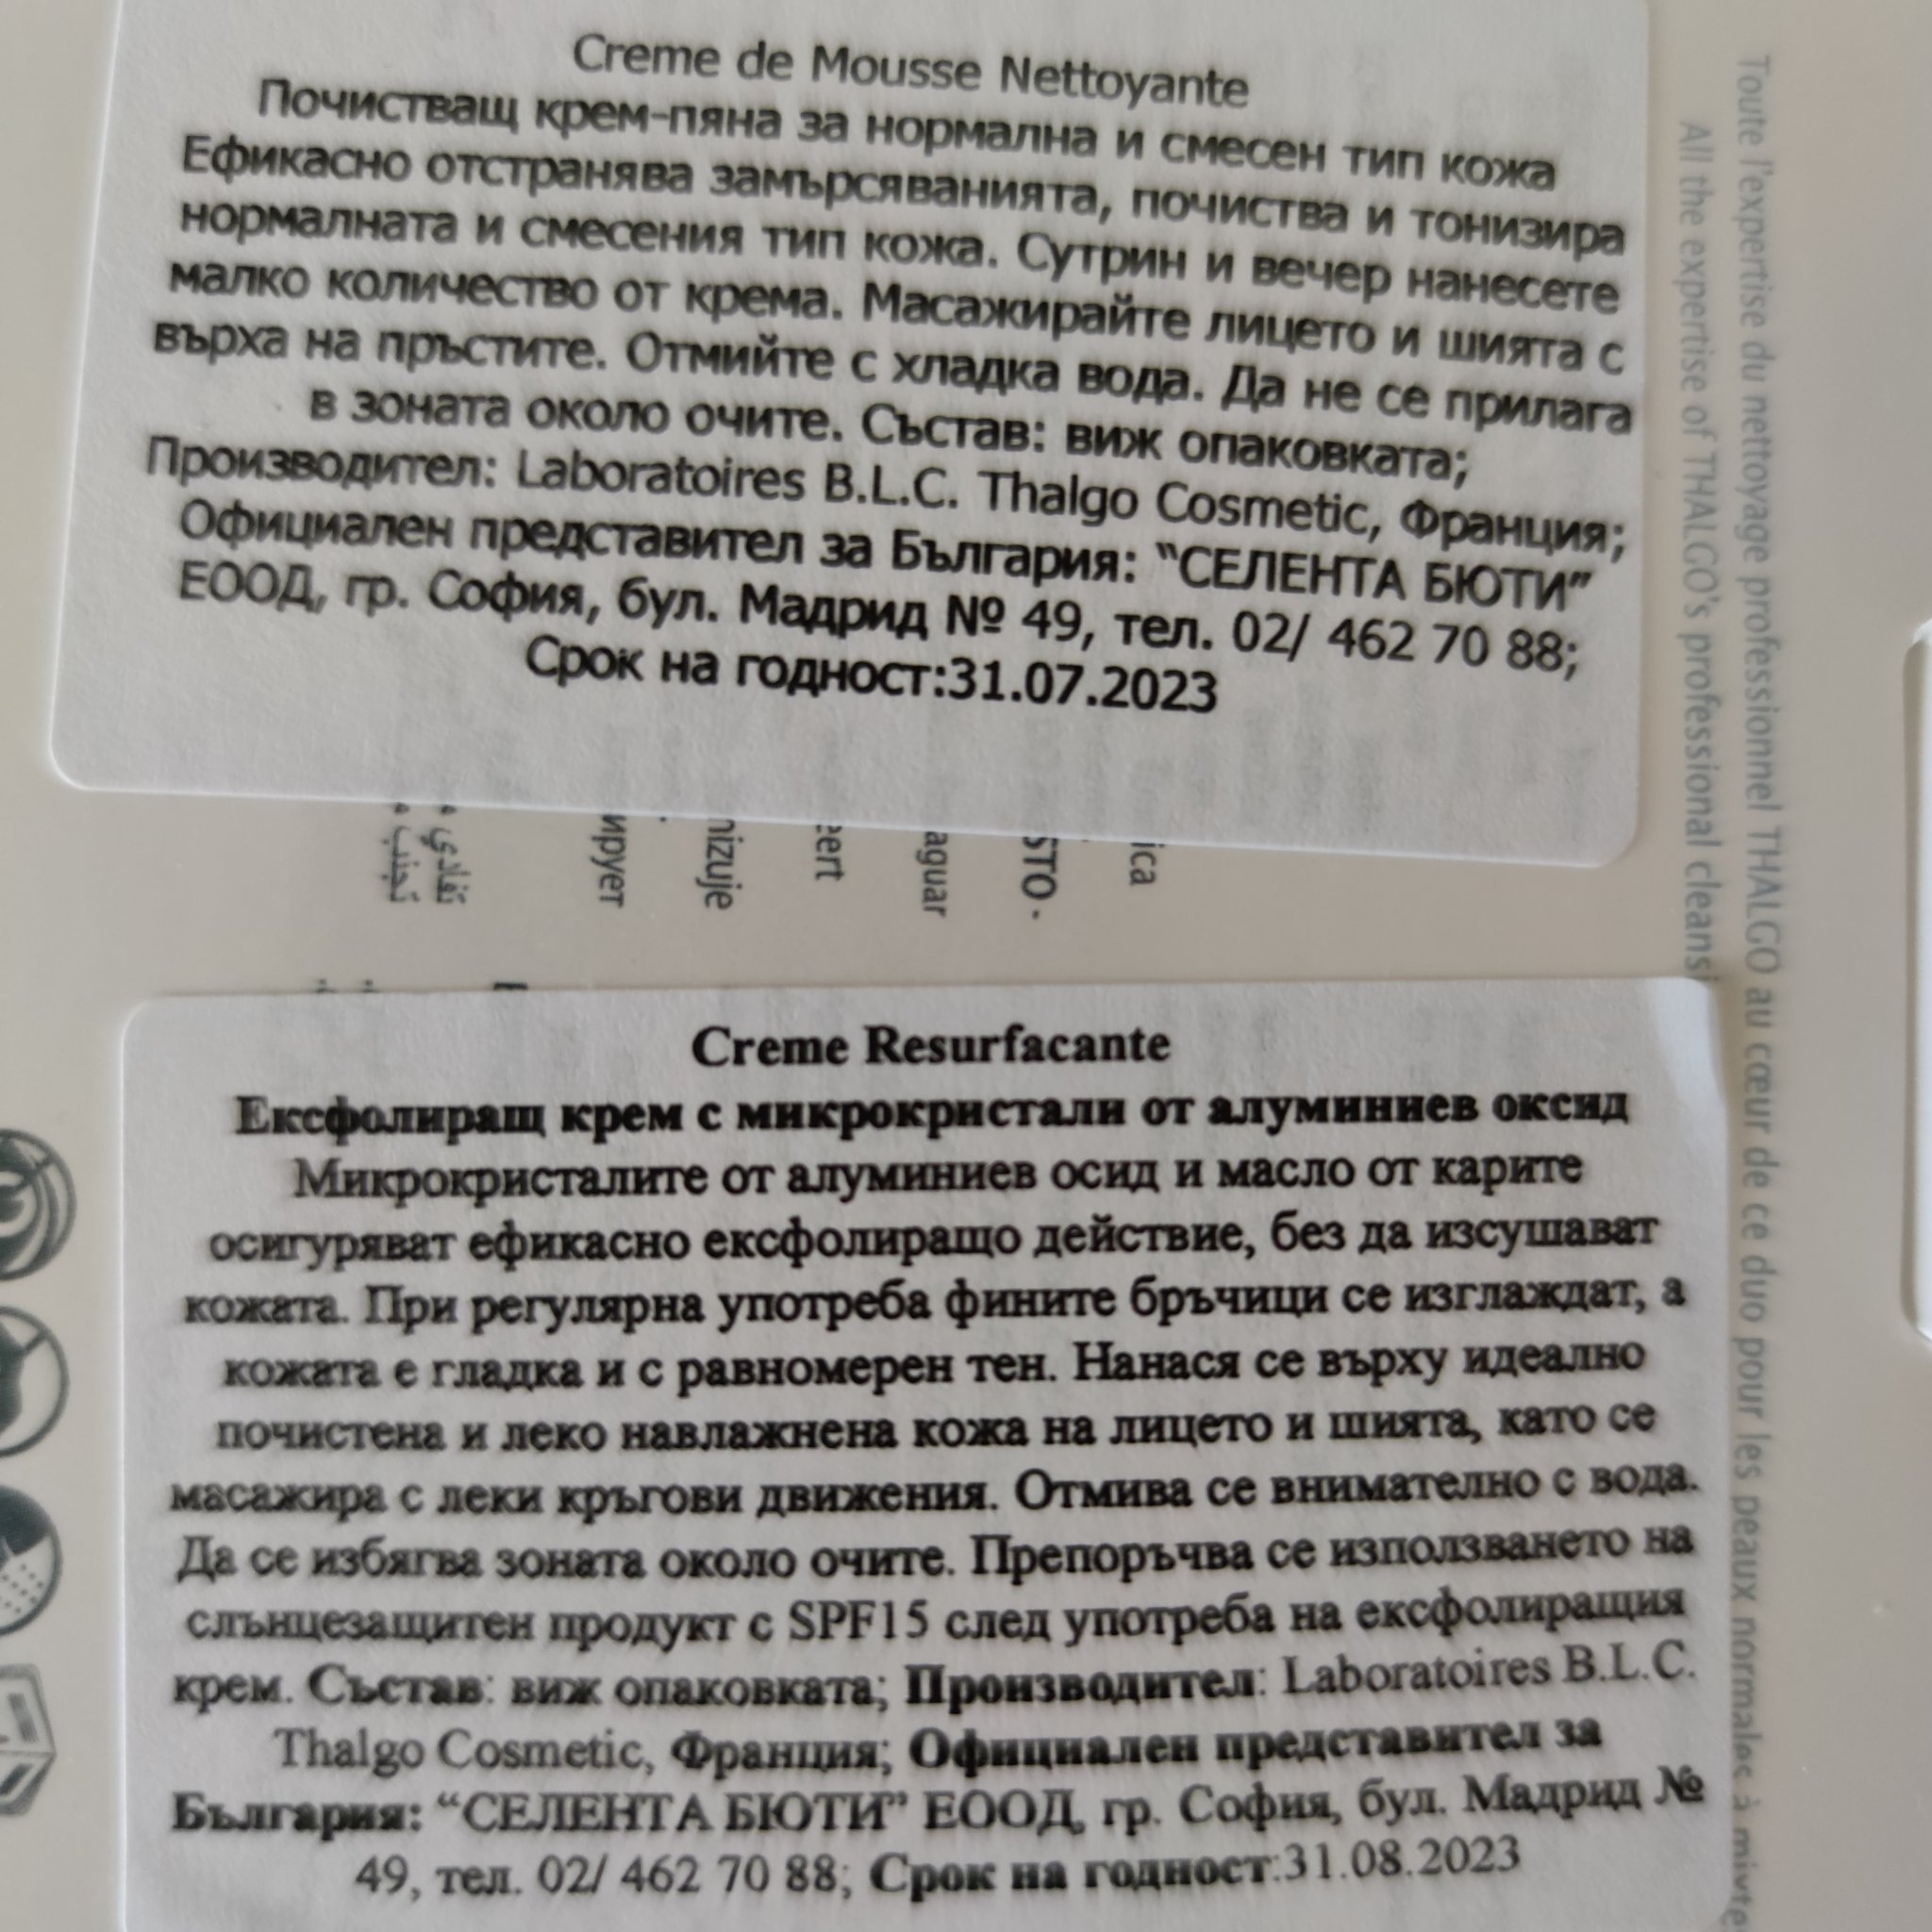 Creme de Mousse Nettoyante
Почистващ крем-пяна за нормална и смесен тип кожа
Ефикасно отстранява замърсяванията, почиства и тонизира
нормалната и смесения тип кожа. Сутрин и вечер нанесете
малко количество от крема. Масажирайте лицето и шията с
върха на пръстите. Отмийте с хладка вода. Да не се прилага
в зоната около очите. Състав: виж опаковката;
Производител: Laboratoires B.L.C. Thalgo Cosmetic, Франция;
Официален представител за България: “СЕЛЕНТА БЮТИ”
ЕООД, гр. София, бул. Мадрид № 49, тел. 02/ 462 70 88;
Срок на годност:31.07.2023
تفادي
تجنب
ирует
nizuje
eert
aguar
STO -
ica
Toute l'expertise du nettoyage professionnel THALGO au cœur de ce duo pour les peaux normales à mixte
All the expertise of THALGO's professional cleansi
Creme Resurfacante
Ексфолиращ крем с микрокристали от алуминиев оксид
Микрокристалите от алуминиев осид и масло от карите
осигуряват ефикасно ексфолиращо действие, без да изсушават
кожата. При регулярна употреба фините бръчици се изглаждат, а
кожата е гладка и с равномерен тен. Нанася се върху идеално
почистена и леко навлажнена кожа на лицето и шията, като се
масажира с леки кръгови движения. Отмива се внимателно с вода.
Да се избягва зоната около очите. Препоръчва се използването на
слънцезащитен продукт с SPF15 след употреба на ексфолиращия
крем. Състав: виж опаковката; Производител: Laboratoires B.L.C.
Thalgo Cosmetic, Франция; Официален представител за
България: “СЕЛЕНТА БЮТИ” ЕООД, гр. София, бул. Мадрид №
49, тел. 02/ 462 70 88; Срок на годност:31.08.2023